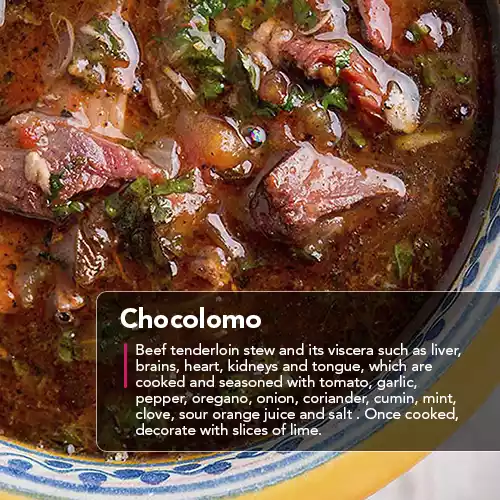 Chocolomo
Beef tenderloin stew and its viscera such as liver,
brains, heart, kidneys and tongue, which are
cooked and seasoned with tomato, garlic,
pepper, oregano, onion, coriander, cumin, mint,
clove, sour orange juice and salt . Once cooked,
decorate with slices of lime.